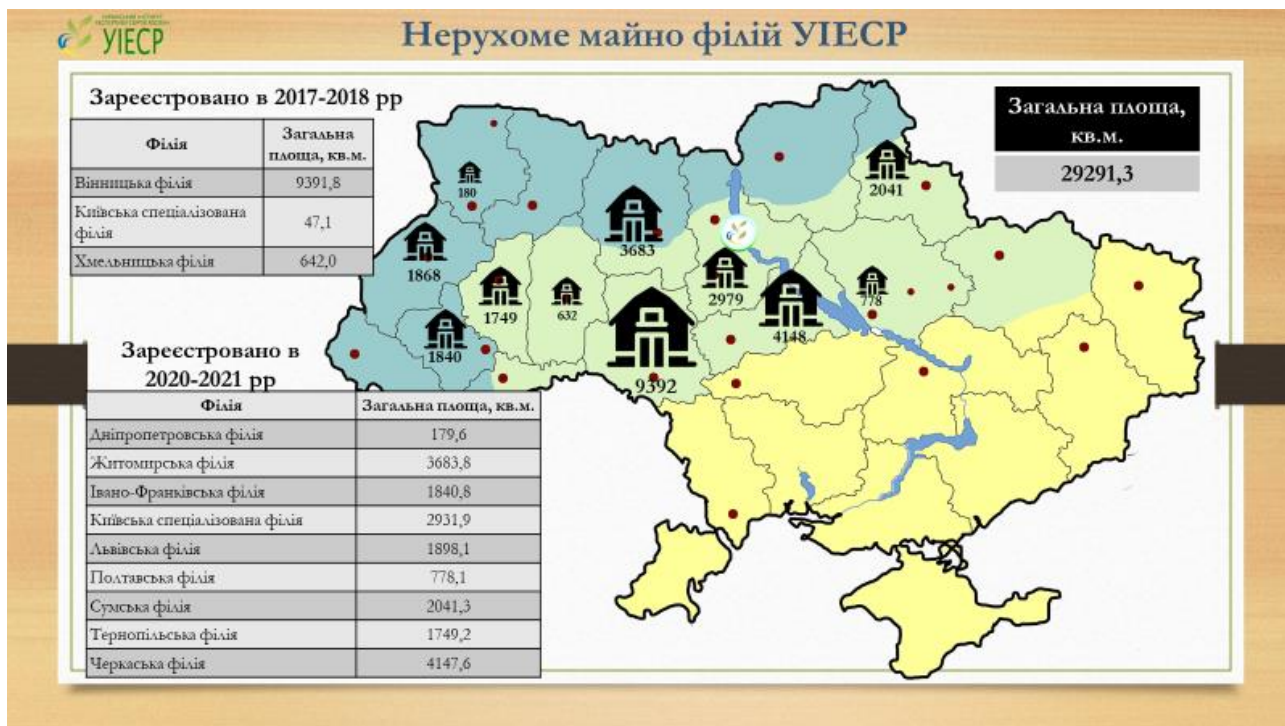 УІЕСР
Нерухоме майно філій УІЕСР
Зареєстровано в 2017-2018 рр
Філія
Загальна
площа, кв.м.
Вінницька філія 9391,8
Київська спеціалізована
філія
47,1
Хмельницька філія 642,0
Загальна площа,
кв.м.
29291,3
180
2041
3683
1868
2979
778
1749
632
4148
1840
9392
Зареєстровано в
2020-2021 рр
Філія Загальна площа, кв.м.
Дніпропетровська філія 179,6
Житомирська філія 3683,8
Івано-Франківська філія 1840,8
Київська спеціалізована філія 2931,9
Львівська філія 1898,1
Полтавська філія 778,1
Сумська філія 2041,3
Тернопільська філія 1749,2
Черкаська філія 4147,6